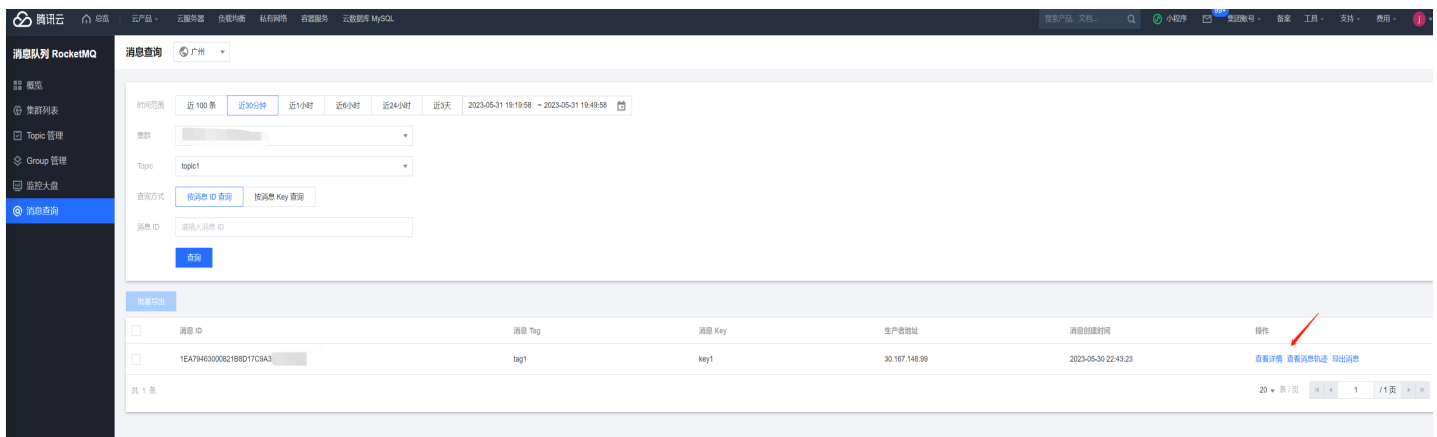 腾讯云 总览 云产品 云服务器 负载均衡 私有网络 容器服务 云数据库 MySQL 搜索产品、文档... 小程序 99+ 集团账号 备案 工具 支持 费用 j
消息队列 RocketMQ
概览
集群列表
Topic 管理
Group 管理
监控大盘
消息查询
消息查询 广州
时间范围 近 100 条 近30分钟 近1小时 近6小时 近24小时 近3天 2023-05-31 19:19:58 ~ 2023-05-31 19:49:58
集群
Topic topic1
查询方式 按消息 ID 查询 按消息 Key 查询
消息 ID 请输入消息 ID
查询
批量导出
消息 ID 消息 Tag 消息 Key 生产者地址 消息创建时间 操作
1EA79463000821B8D17C9A3 tag1 key1 30.167.148.99 2023-05-30 22:43:23 查看详情 查看消息轨迹 导出消息
共 1 条 20 条 / 页 1 / 1 页